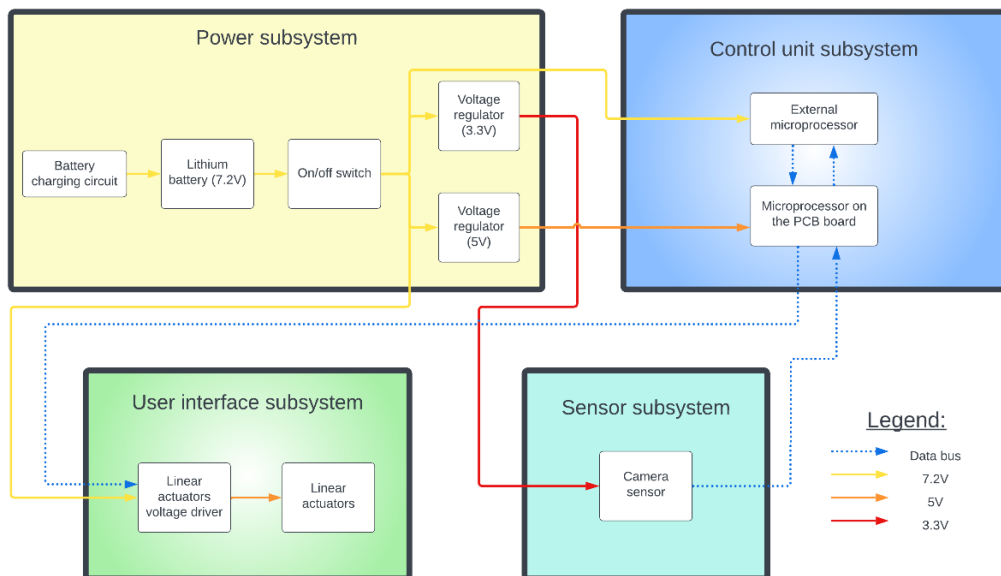 Power subsystem
Battery
charging circuit
Lithium
battery (7.2V)
On/off switch
Voltage
regulator
(3.3V)
Voltage
regulator
(5V)
Control unit subsystem
External
microprocessor
Microprocessor on
the PCB board
User interface subsystem
Linear
actuators
voltage driver
Linear
actuators
Sensor subsystem
Camera
sensor
Legend:
Data bus
7.2V
5V
3.3V